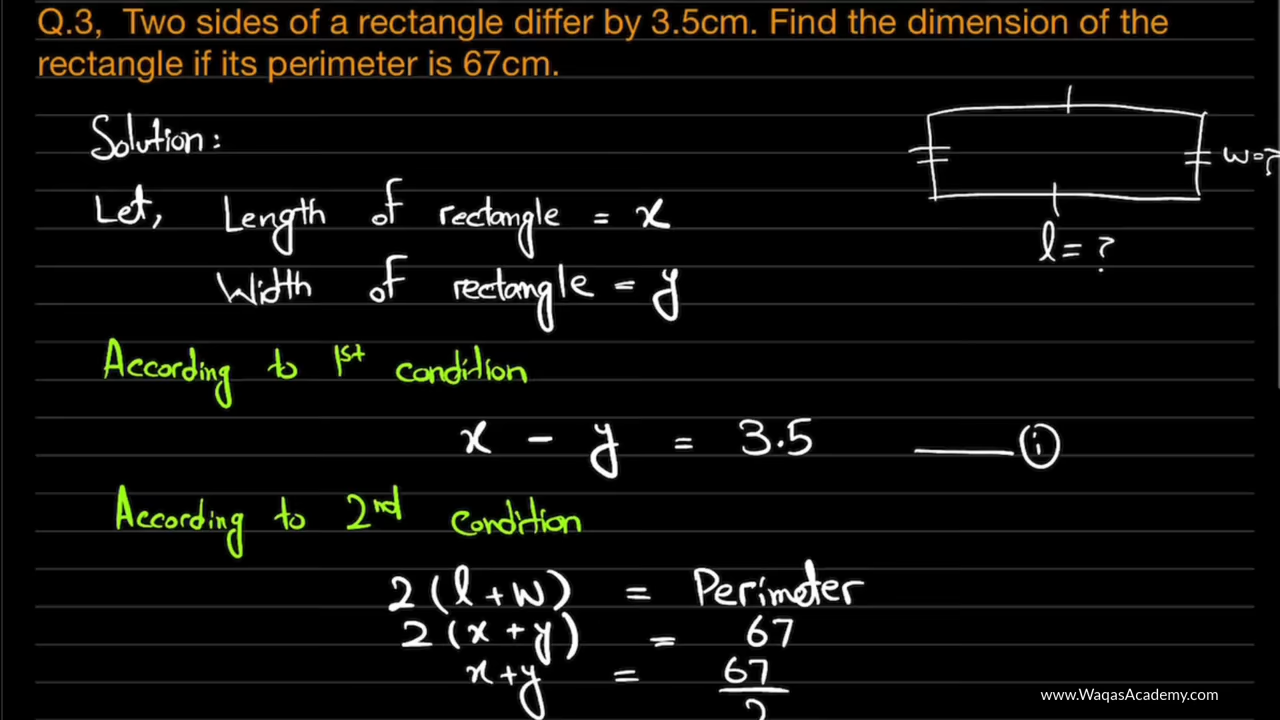 Q.3, Two sides of a rectangle differ by 3.5cm. Find the dimension of the
rectangle if its perimeter is 67cm.
Solution:
w=?
l = ?
Let, Length of rectangle = x
Width of rectangle = y
According to 1st condition
x - y = 3.5 —— (i)
According to 2nd condition
2(l+w) = Perimeter
2(x+y) = 67
x+y = 67/2
www.WaqasAcademy.com